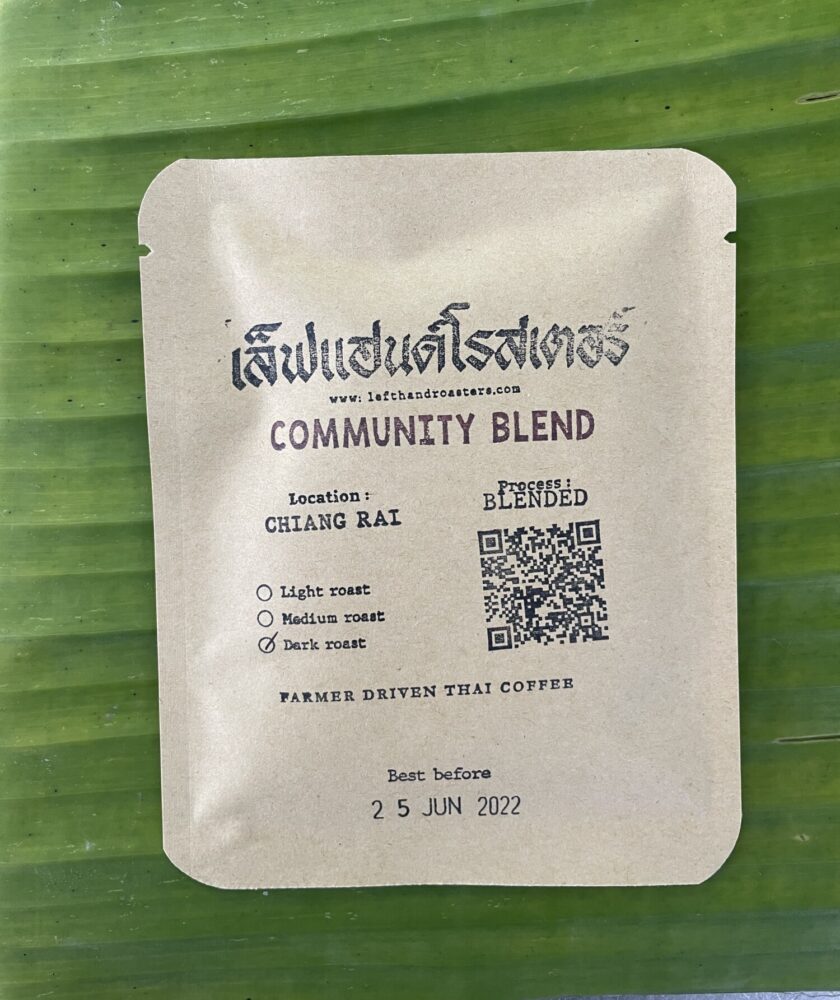 เล็ฟแฮนด์โรสเตอร์
www: lefthandroasters.com
COMMUNITY BLEND
Location :
CHIANG RAI
Process :
BLENDED
Light roast
Medium roast
Dark roast
FARMER DRIVEN THAI COFFEE
Best before
2 5 JUN 2022